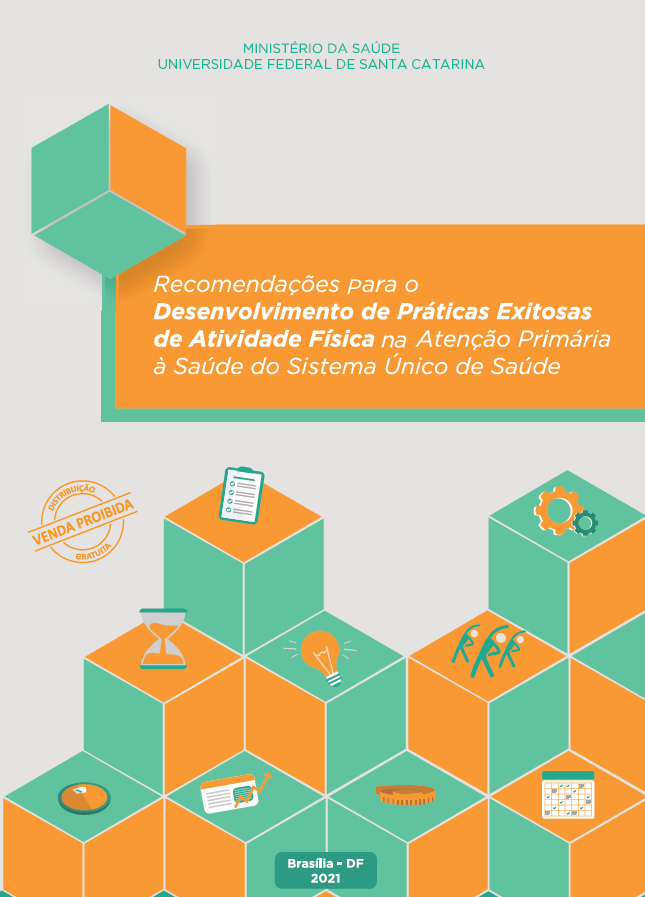 MINISTÉRIO DA SAÚDE
UNIVERSIDADE FEDERAL DE SANTA CATARINA
Recomendações para o
Desenvolvimento de Práticas Exitosas
de Atividade Física na Atenção Primária
à Saúde do Sistema Único de Saúde
DISTRIBUIÇÃO
VENDA PROIBIDA
GRATUITA
Brasília - DF
2021